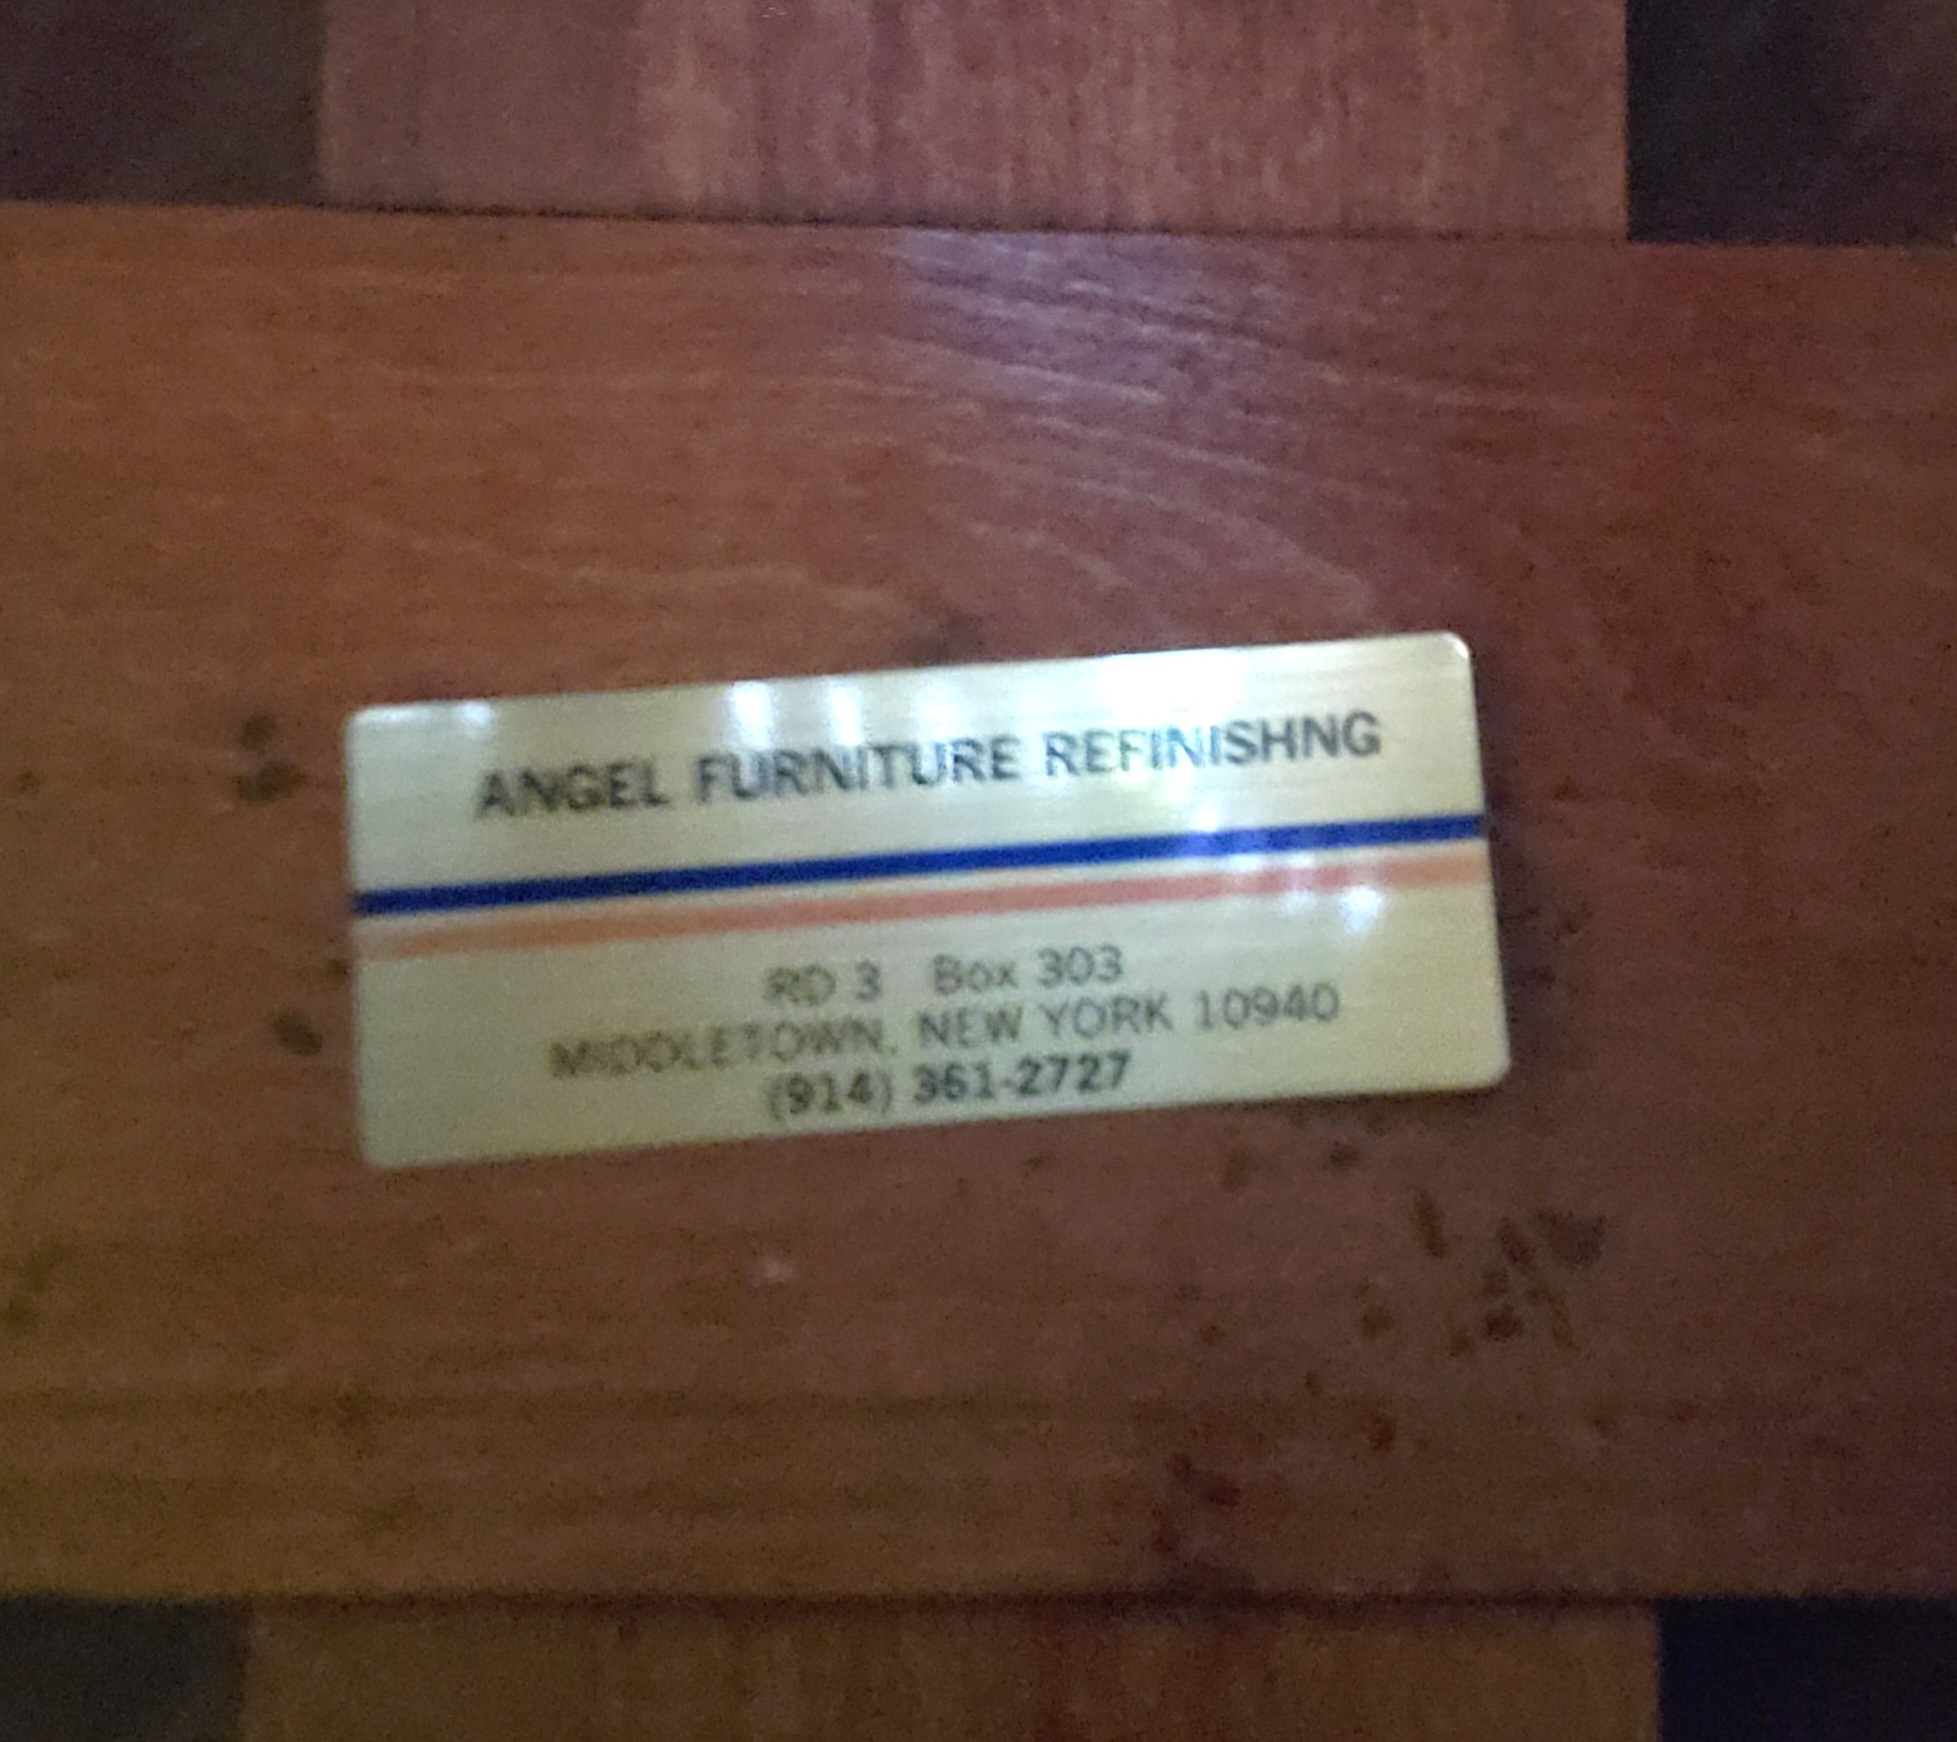 ANGEL FURNITURE REFINISHNG
RD 3 Box 303
MIDDLETOWN, NEW YORK 10940
(914) 361-2727